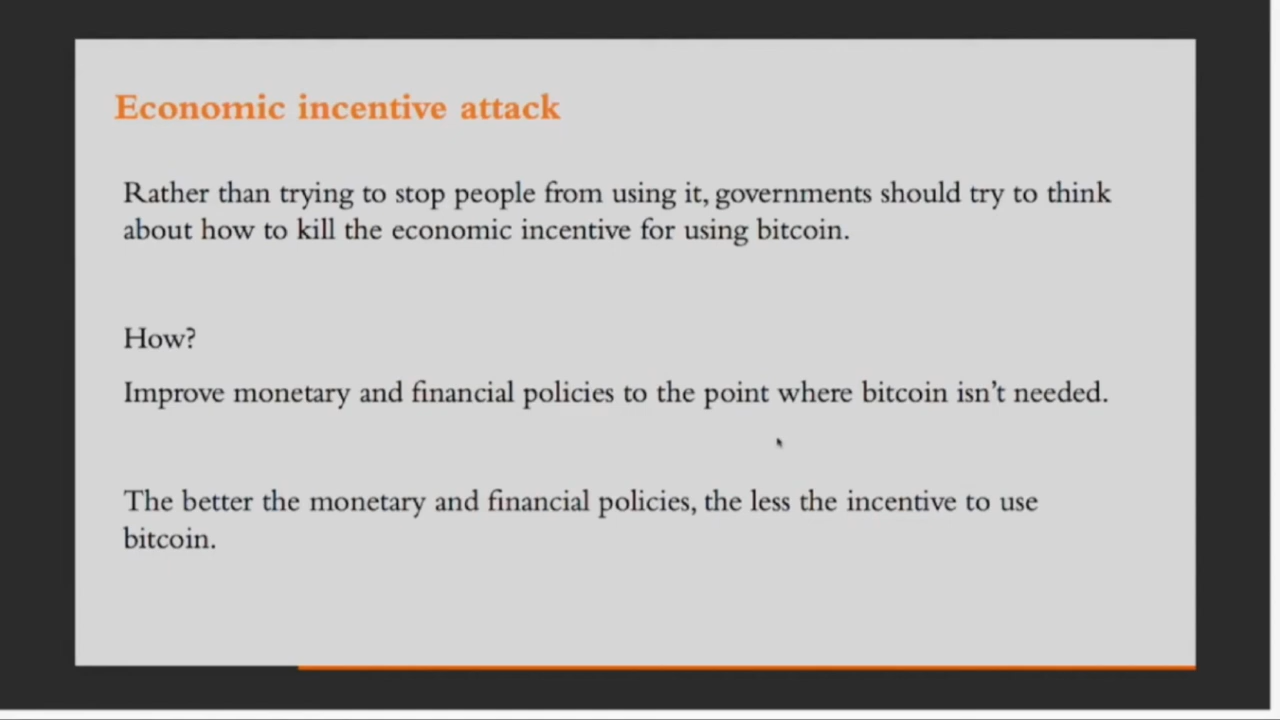 Economic incentive attack
Rather than trying to stop people from using it, governments should try to think
about how to kill the economic incentive for using bitcoin.
How?
Improve monetary and financial policies to the point where bitcoin isn’t needed.
The better the monetary and financial policies, the less the incentive to use
bitcoin.